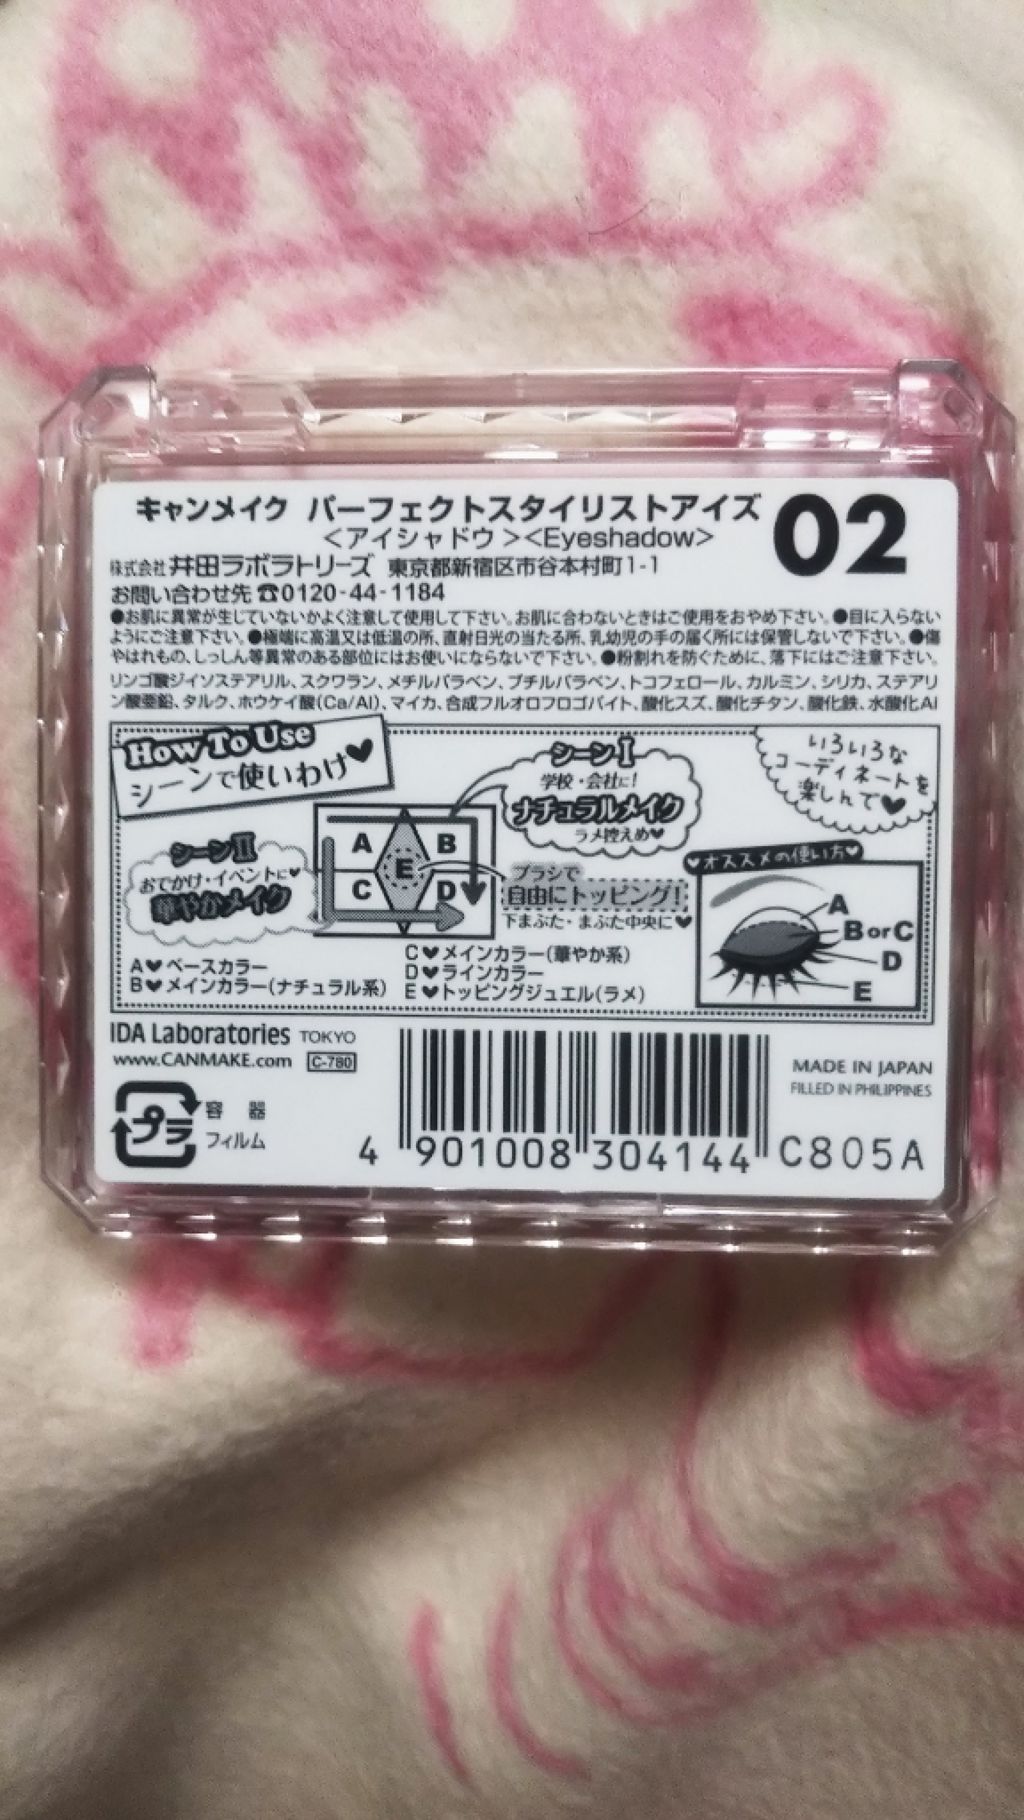 キャンメイク パーフェクトスタイリストアイズ
02
<アイシャドウ><Eyeshadow>
株式会社 井田ラボラトリーズ 東京都新宿区市谷本村町1-1
お問い合わせ先 ☎0120-44-1184
●お肌に異常が生じていないかよく注意して使用して下さい。お肌に合わないときはご使用をおやめ下さい。●目に入らない
ようにご注意下さい。●極端に高温又は低温の所、直射日光の当たる所、乳幼児の手の届く所には保管しないで下さい。●傷
やはれもの、しっしん等異常のある部位にはお使いにならないで下さい。●粉割れを防ぐために、落下にはご注意下さい。
リンゴ酸ジイソステアリル、スクワラン、メチルパラベン、ブチルパラベン、トコフェロール、カルミン、シリカ、ステアリ
ン酸亜鉛、タルク、ホウケイ酸(Ca/Al)、マイカ、合成フルオロフロゴパイト、酸化スズ、酸化チタン、酸化鉄、水酸化Al
How To Use
シーンで使いわけ♥
シーンⅠ
学校・会社に!
ナチュラルメイク
ラメ控えめ♥
いろいろな
コーディネートを
楽しんで♥
シーンⅡ
おでかけ・イベントに♥
華やかメイク
A B
E
C D
ブラシで
自由にトッピング!
下まぶた・まぶた中央に♥
♥オススメの使い方♥
A
B or C
D
E
A♥ベースカラー
B♥メインカラー(ナチュラル系)
C♥メインカラー(華やか系)
D♥ラインカラー
E♥トッピングジュエル(ラメ)
IDA Laboratories TOKYO
www.CANMAKE.com C-780
MADE IN JAPAN
FILLED IN PHILIPPINES
プラ
容 器
フィルム
4 901008 304144
C805A